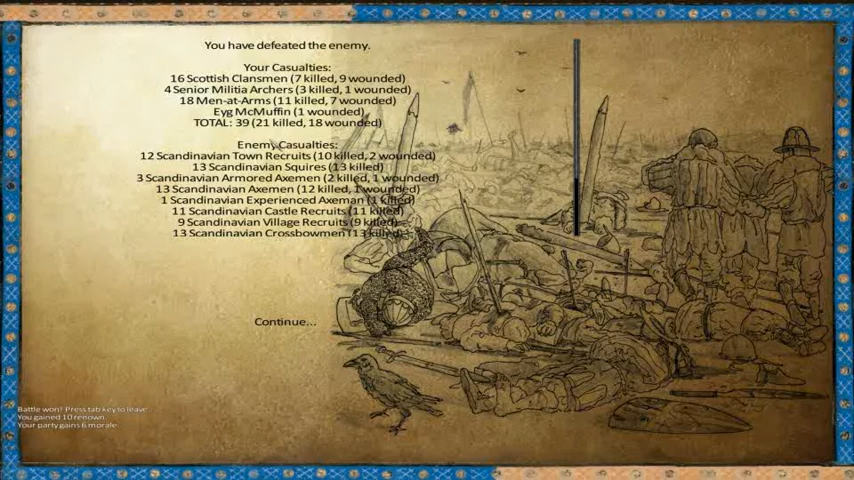 You have defeated the enemy.
Your Casualties:
16 Scottish Clansmen (7 killed, 9 wounded)
4 Senior Militia Archers (3 killed, 1 wounded)
18 Men-at-Arms (11 killed, 7 wounded)
Eyg McMuffin (1 wounded)
TOTAL: 39 (21 killed, 18 wounded)
Enemy Casualties:
12 Scandinavian Town Recruits (10 killed, 2 wounded)
13 Scandinavian Squires (13 killed)
3 Scandinavian Armored Axemen (2 killed, 1 wounded)
13 Scandinavian Axemen (12 killed, 1 wounded)
1 Scandinavian Experienced Axeman (1 killed)
11 Scandinavian Castle Recruits (11 killed)
9 Scandinavian Village Recruits (9 killed)
13 Scandinavian Crossbowmen (13 killed)
Continue...
Battle won! Press tab key to leave
You gained 10 renown.
Your party gains 6 morale.